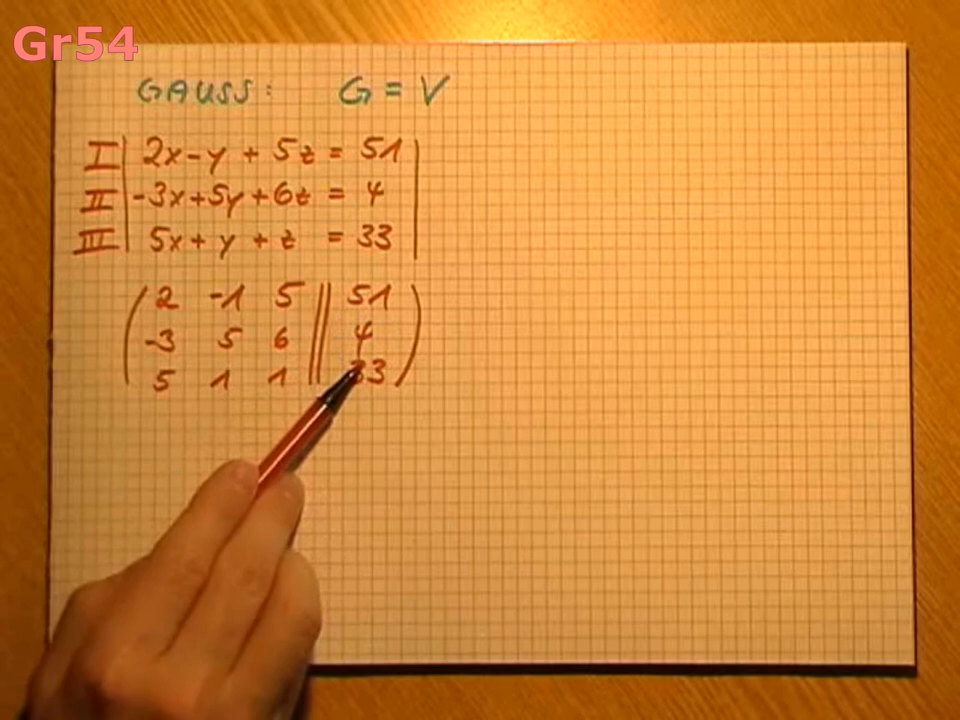 Gr54
GAUSS: G = V
I | 2x - y + 5z = 51 |
II | -3x + 5y + 6z = 4 |
III | 5x + y + z = 33 |
( 2 -1 5 || 51 )
-3 5 6 || 4
5 1 1 || 33